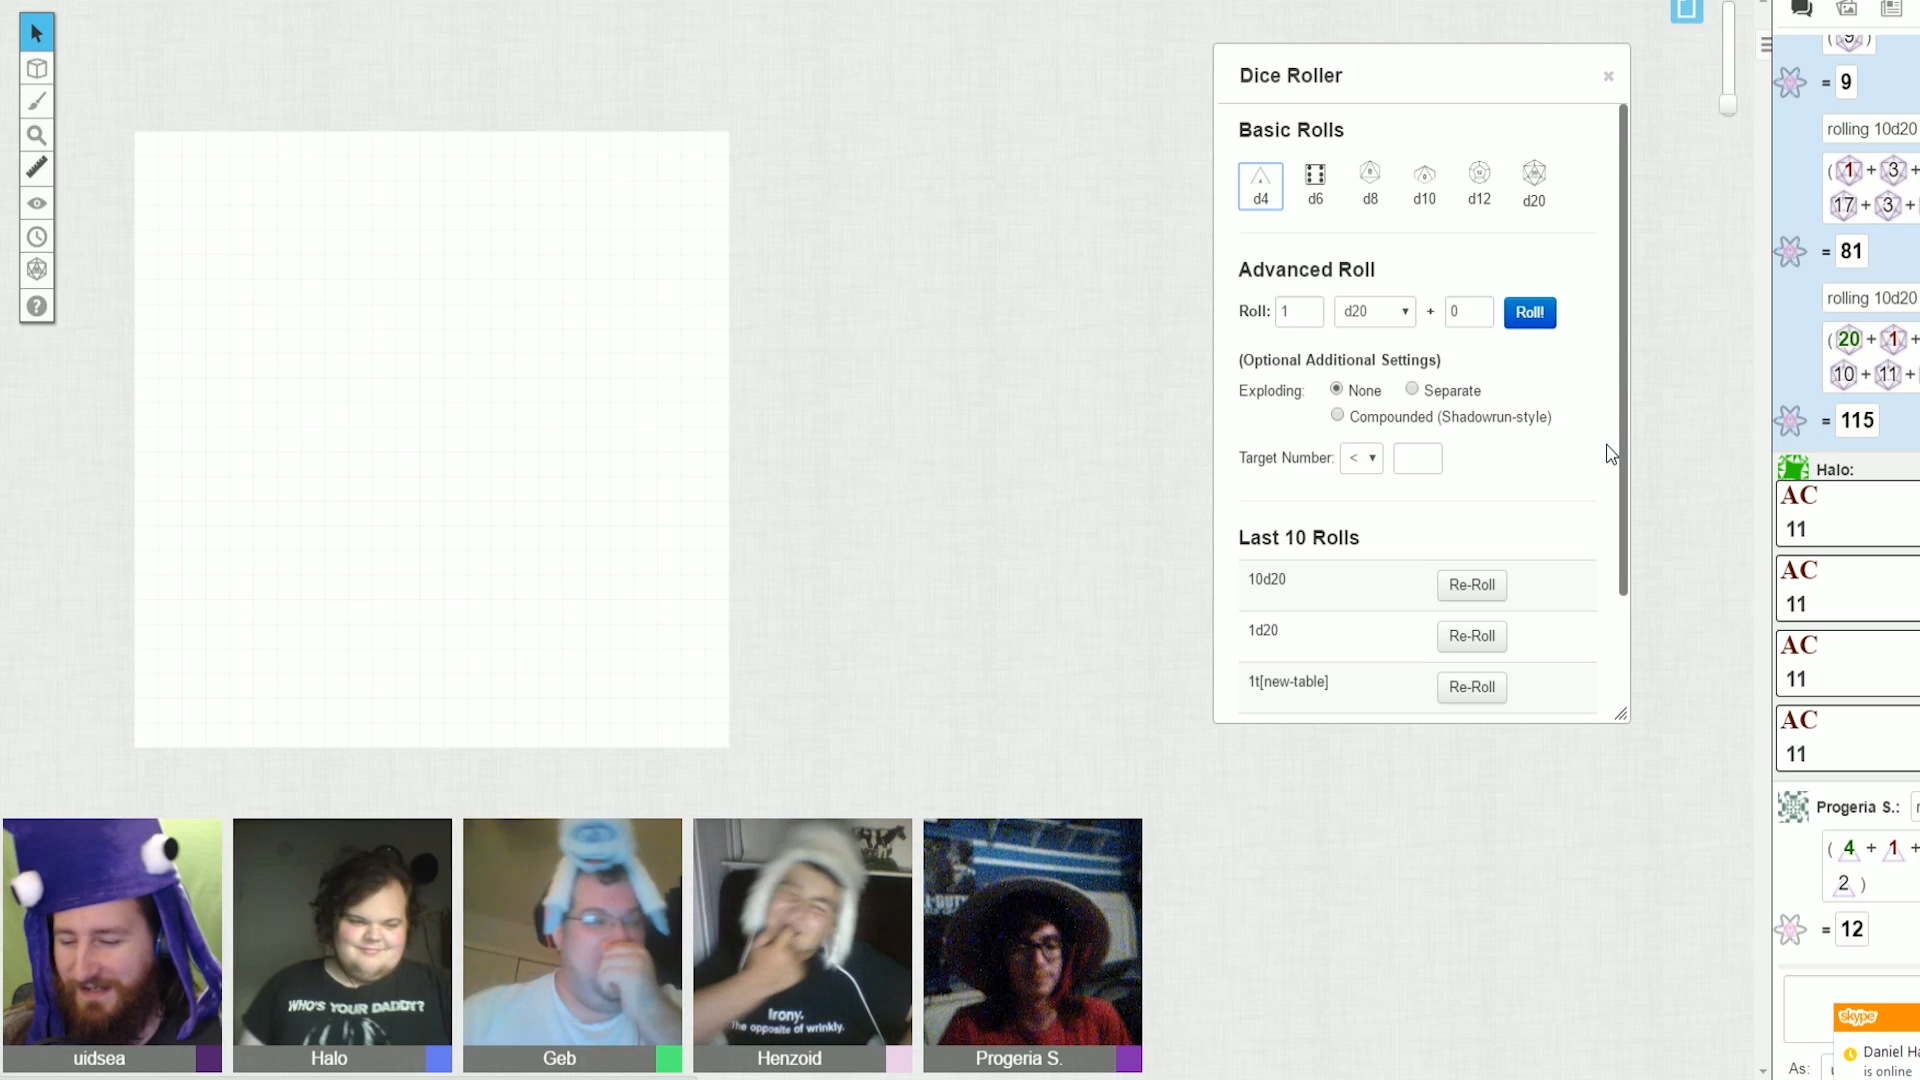 Dice Roller
Basic Rolls
d4
d6
d8
d10
d12
d20
Advanced Roll
Roll: 1 d20 + 0 Roll!
(Optional Additional Settings)
Exploding: None Separate
Compounded (Shadowrun-style)
Target Number: <
Last 10 Rolls
10d20 Re-Roll
1d20 Re-Roll
1t[new-table] Re-Roll
= 9
rolling 10d20
(1+3+
17+3+
= 81
rolling 10d20
(20+1+
10+11+
= 115
Halo:
AC
11
AC
11
AC
11
AC
11
Progeria S.:
(4+1+
2)
= 12
skype
Daniel Ha
is online
As:
WHO'S YOUR DADDY?
Irony.
The opposite of wrinkly.
uidsea
Halo
Geb
Henzoid
Progeria S.